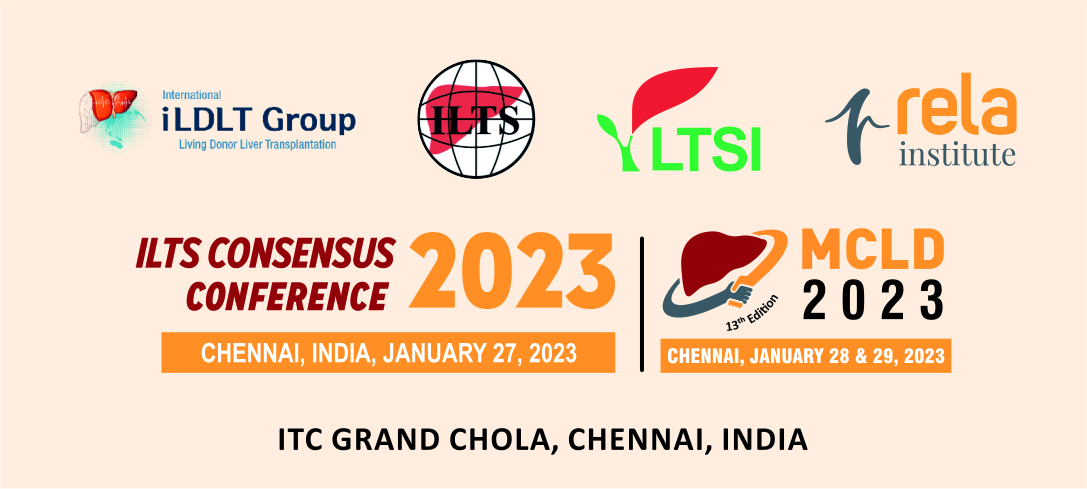 International
iLDLT Group
Living Donor Liver Transplantation
ILTS
LTSI
rela
institute
ILTS CONSENSUS
CONFERENCE
2023
CHENNAI, INDIA, JANUARY 27, 2023
13th Edition
MCLD
2023
CHENNAI, JANUARY 28 & 29, 2023
ITC GRAND CHOLA, CHENNAI, INDIA